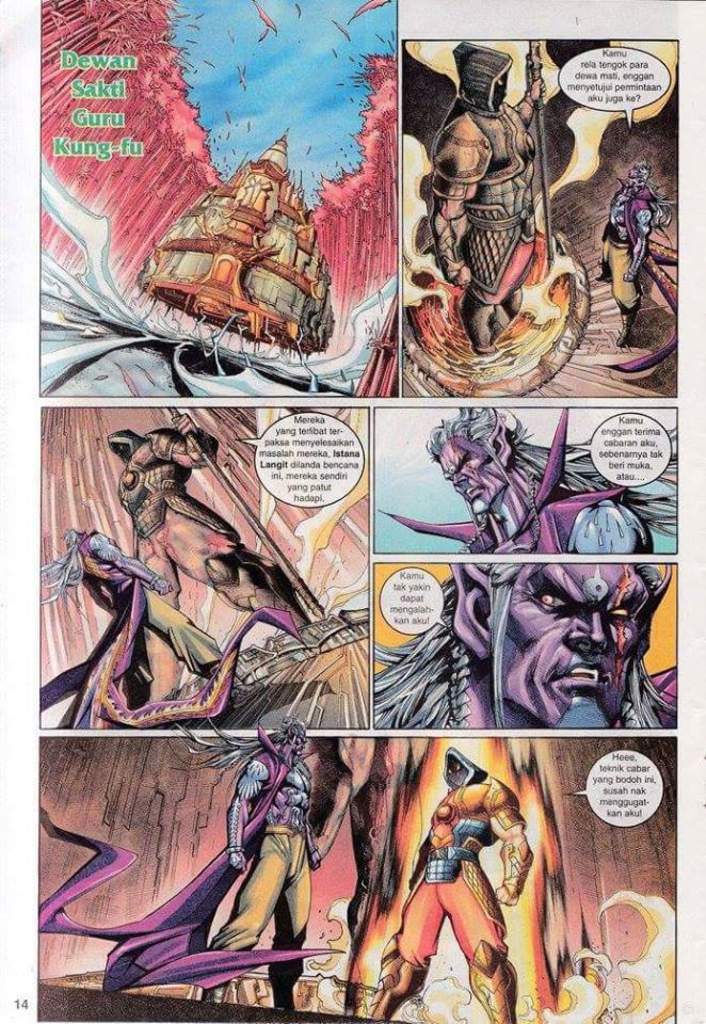 Dewan
Sakti
Guru
Kung-fu
Kamu
rela tengok para
dewa mati, enggan
menyetujui permintaan
aku juga ke?
Mereka
yang terlibat ter-
paksa menyelesaikan
masalah mereka, Istana
Langit dilanda bencana
ini, mereka sendiri
yang patut
hadapi.
Kamu
enggan terima
cabaran aku,
sebenarnya tak
beri muka,
atau....
Kamu
tak yakin
dapat
mengalah-
kan aku!
Heee,
teknik cabar
yang bodoh ini,
susah nak
menggugat-
kan aku!
14